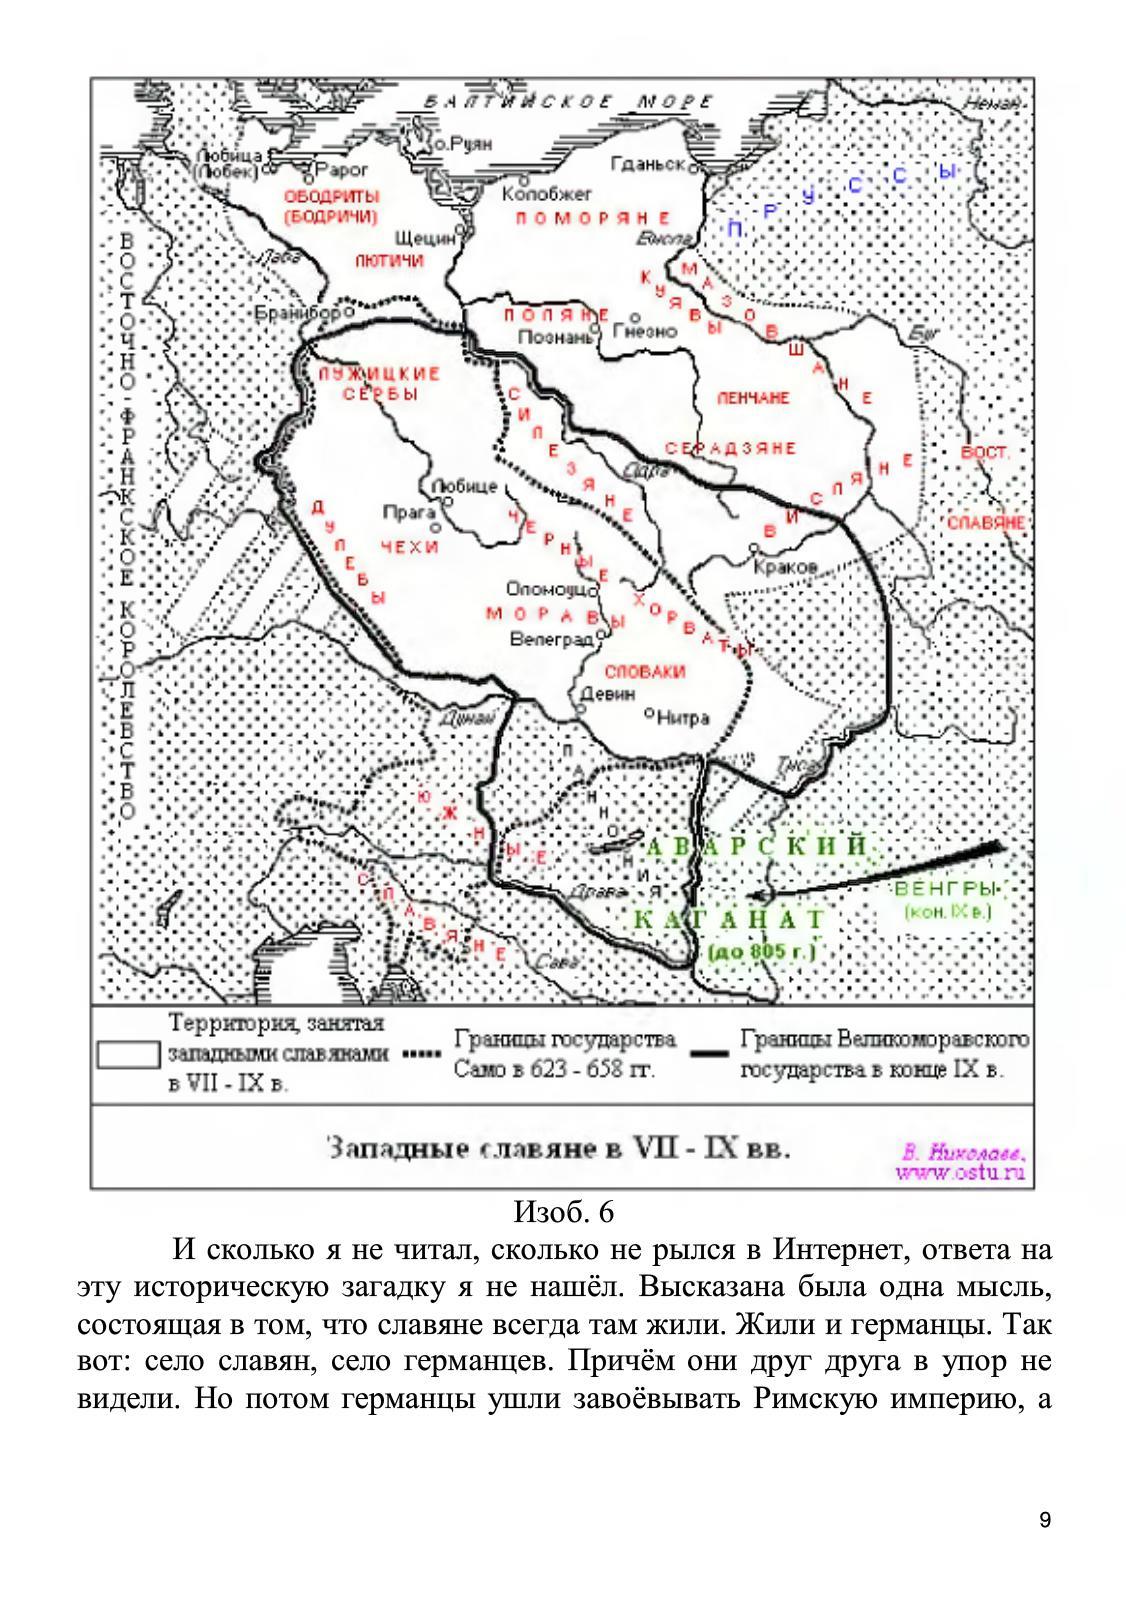 БАЛТИЙСКОЕ МОРЕ
Неман
о.Руян
Любица
(Любек)
Рарог
Гданьск
ПРУССЫ
ОБОДРИТЫ
(БОДРИЧИ)
Колобжег
ПОМОРЯНЕ
Щецин
Висла
Лаба
ЛЮТИЧИ
МАЗОВШАНЕ
КУЯВЫ
Бранибор
ПОЛЯНЕ
Познань
Гнезно
Буг
ВОСТОЧНО-ФРАНКСКОЕ КОРОЛЕВСТВО
ЛУЖИЦКИЕ
СЕРБЫ
СИЛЕЗЯНЕ
ЛЕНЧАНЕ
СЕРАДЗЯНЕ
ВОСТ.
СЛАВЯНЕ
Одра
ВИСЛЯНЕ
Любице
Прага
ЧЕХИ
ДУЛЕБЫ
ЧЕРНЫЕ ХОРВАТЫ
Краков
Оломоуц
МОРАВЫ
Велеград
СЛОВАКИ
Девин
Нитра
Дунай
Тиса
ПАННОНИЯ
ЮЖНЫЕ
СЛАВЯНЕ
АВАРСКИЙ
КАГАНАТ
(до 805 г.)
ВЕНГРЫ
(кон. IX в.)
Драва
Сава
Территория, занятая
западными славянами
в VII - IX в.
Границы государства
Само в 623 - 658 гг.
Границы Великоморавского
государства в конце IX в.
Западные славяне в VII - IX вв.
В. Николаев,
www.ostu.ru
Изоб. 6
И сколько я не читал, сколько не рылся в Интернет, ответа на
эту историческую загадку я не нашёл. Высказана была одна мысль,
состоящая в том, что славяне всегда там жили. Жили и германцы. Так
вот: село славян, село германцев. Причём они друг друга в упор не
видели. Но потом германцы ушли завоёвывать Римскую империю, а
9